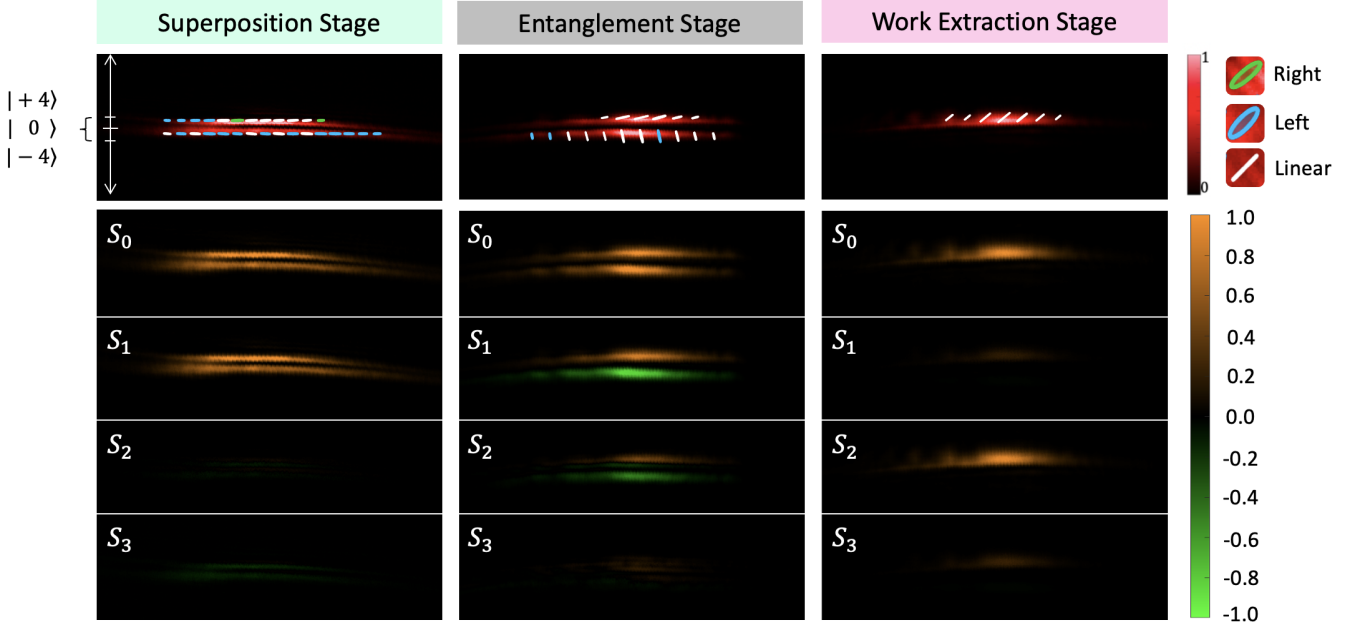 Superposition Stage
Entanglement Stage
Work Extraction Stage
| + 4⟩
| 0 ⟩
| − 4⟩
1
0
Right
Left
Linear
S₀
S₀
S₀
S₁
S₁
S₁
S₂
S₂
S₂
S₃
S₃
S₃
1.0
0.8
0.6
0.4
0.2
0.0
-0.2
-0.4
-0.6
-0.8
-1.0